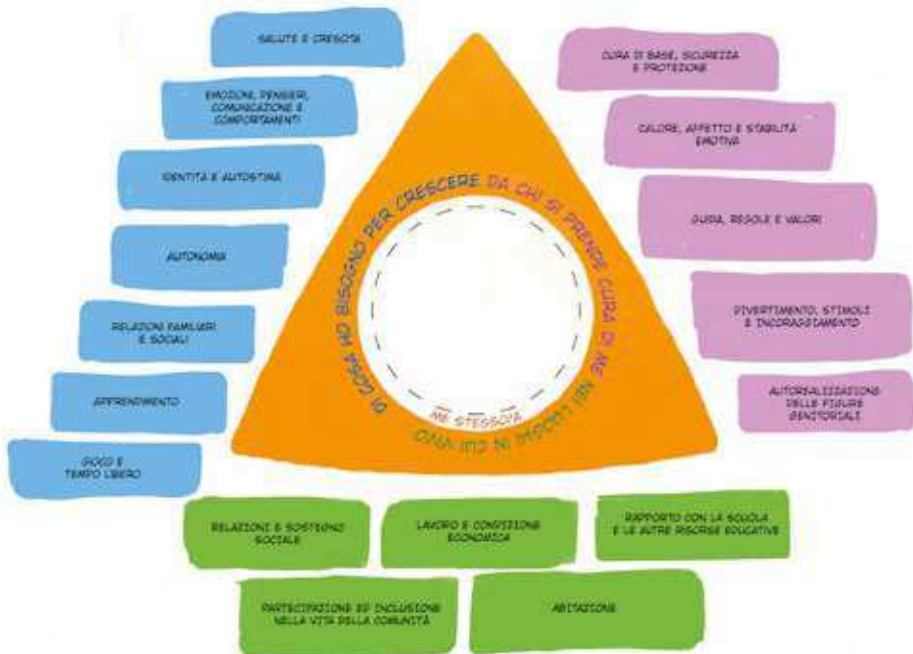 SALUTE E CRESCITA
EMOZIONI, PENSIERI,
COMUNICAZIONE E
COMPORTAMENTI
IDENTITÀ E AUTOSTIMA
AUTONOMIA
RELAZIONI FAMILIARI
E SOCIALI
APPRENDIMENTO
GIOCO E
TEMPO LIBERO
DI COSA HO BISOGNO PER CRESCERE
DA CHI SI PRENDE CURA DI ME
NEI LUOGHI IN CUI VIVO
ME STESSO/A
CURA DI BASE, SICUREZZA
E PROTEZIONE
CALORE, AFFETTO E STABILITÀ
EMOTIVA
GUIDA, REGOLE E VALORI
DIVERTIMENTO, STIMOLI
E INCORAGGIAMENTO
AUTOREALIZZAZIONE
DELLE FIGURE
GENITORIALI
RELAZIONI E SOSTEGNO
SOCIALE
LAVORO E CONDIZIONE
ECONOMICA
RAPPORTO CON LA SCUOLA
E LE ALTRE RISORSE EDUCATIVE
PARTECIPAZIONE ED INCLUSIONE
NELLA VITA DELLA COMUNITÀ
ABITAZIONE